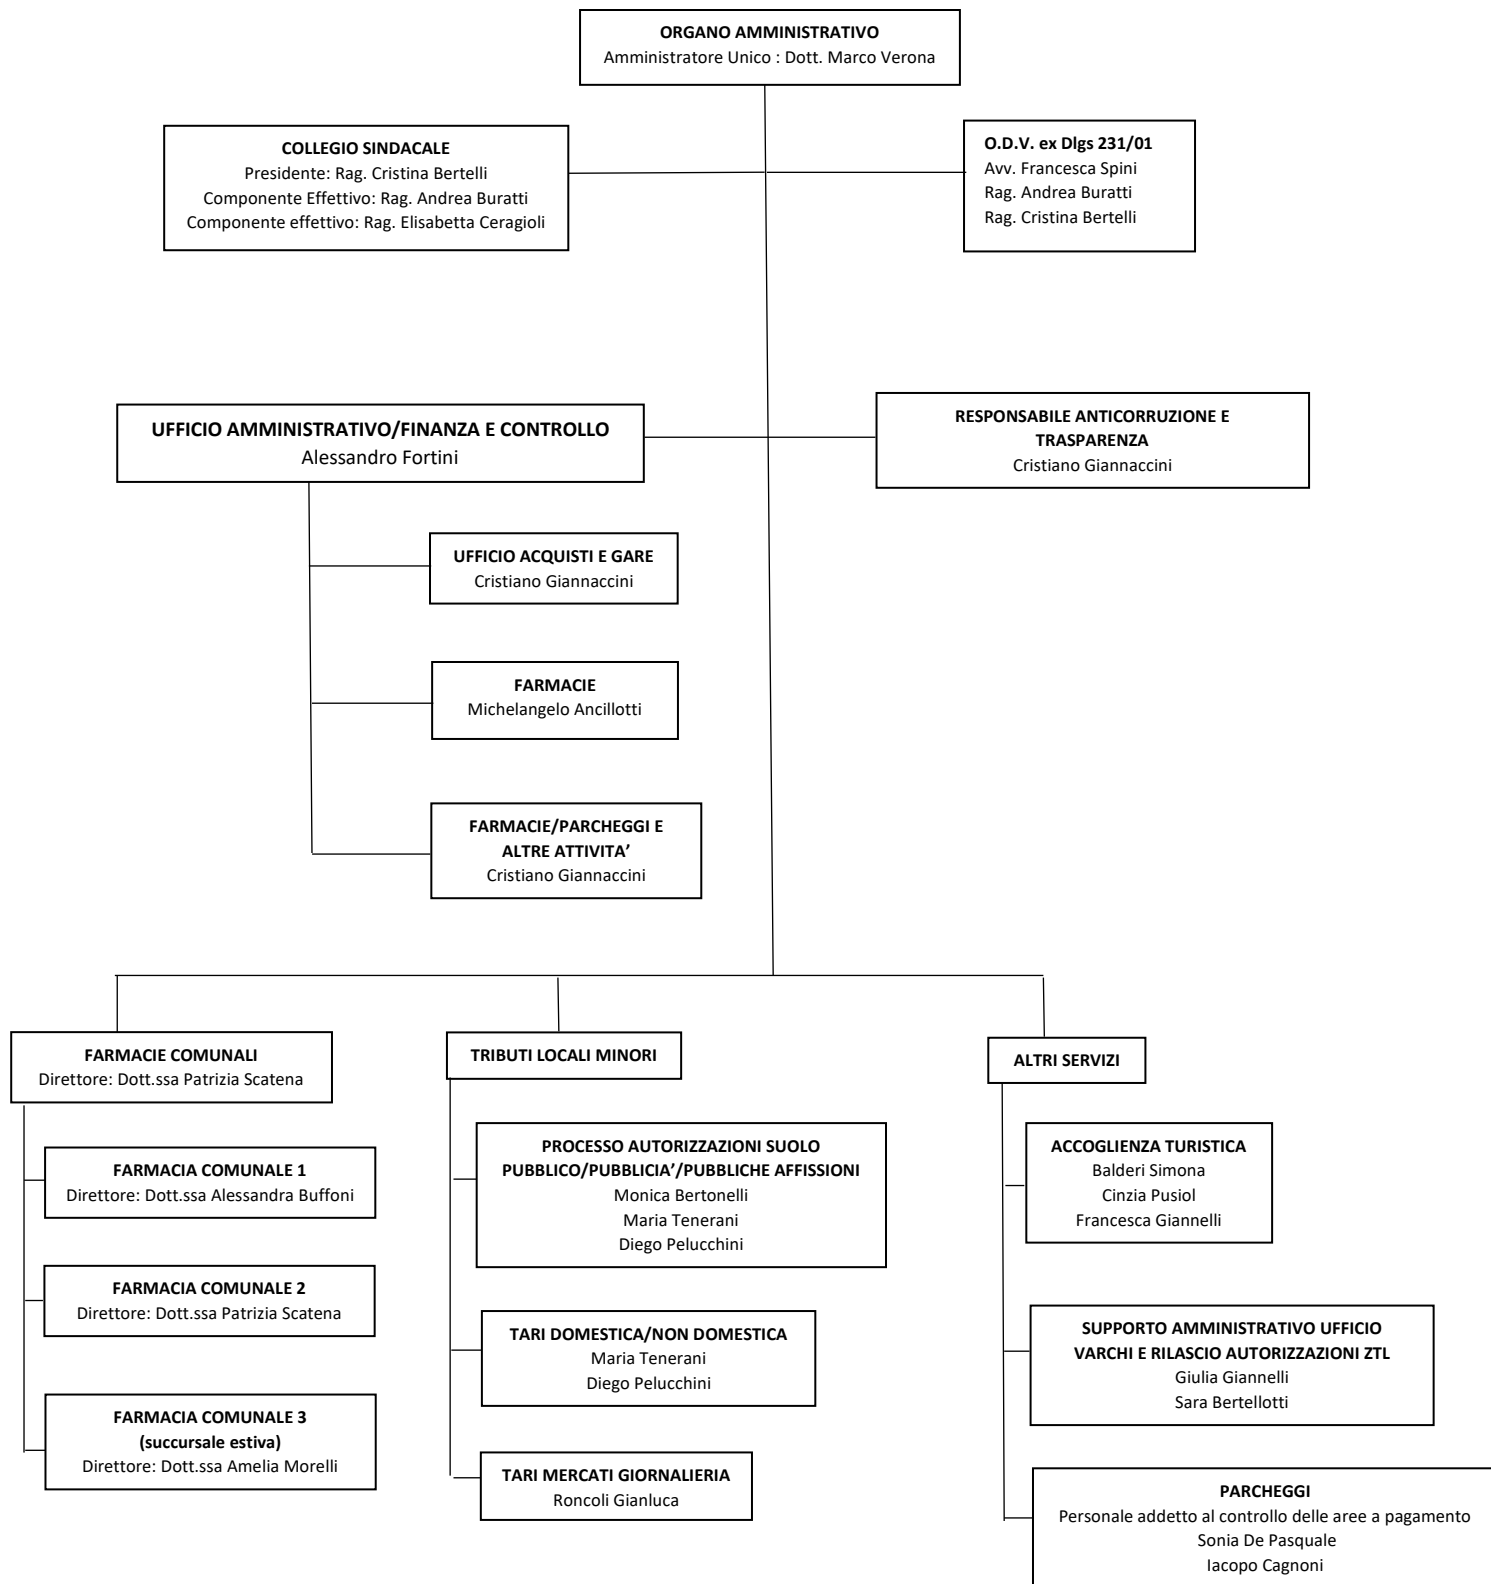 ORGANO AMMINISTRATIVO
Amministratore Unico : Dott. Marco Verona
COLLEGIO SINDACALE
Presidente: Rag. Cristina Bertelli
Componente Effettivo: Rag. Andrea Buratti
Componente effettivo: Rag. Elisabetta Ceragioli
O.D.V. ex Dlgs 231/01
Avv. Francesca Spini
Rag. Andrea Buratti
Rag. Cristina Bertelli
UFFICIO AMMINISTRATIVO/FINANZA E CONTROLLO
Alessandro Fortini
RESPONSABILE ANTICORRUZIONE E
TRASPARENZA
Cristiano Giannaccini
UFFICIO ACQUISTI E GARE
Cristiano Giannaccini
FARMACIE
Michelangelo Ancillotti
FARMACIE/PARCHEGGI E
ALTRE ATTIVITA’
Cristiano Giannaccini
FARMACIE COMUNALI
Direttore: Dott.ssa Patrizia Scatena
FARMACIA COMUNALE 1
Direttore: Dott.ssa Alessandra Buffoni
FARMACIA COMUNALE 2
Direttore: Dott.ssa Patrizia Scatena
FARMACIA COMUNALE 3
(succursale estiva)
Direttore: Dott.ssa Amelia Morelli
TRIBUTI LOCALI MINORI
PROCESSO AUTORIZZAZIONI SUOLO
PUBBLICO/PUBBLICIA’/PUBBLICHE AFFISSIONI
Monica Bertonelli
Maria Tenerani
Diego Pelucchini
TARI DOMESTICA/NON DOMESTICA
Maria Tenerani
Diego Pelucchini
TARI MERCATI GIORNALIERIA
Roncoli Gianluca
ALTRI SERVIZI
ACCOGLIENZA TURISTICA
Balderi Simona
Cinzia Pusiol
Francesca Giannelli
SUPPORTO AMMINISTRATIVO UFFICIO
VARCHI E RILASCIO AUTORIZZAZIONI ZTL
Giulia Giannelli
Sara Bertellotti
PARCHEGGI
Personale addetto al controllo delle aree a pagamento
Sonia De Pasquale
Iacopo Cagnoni